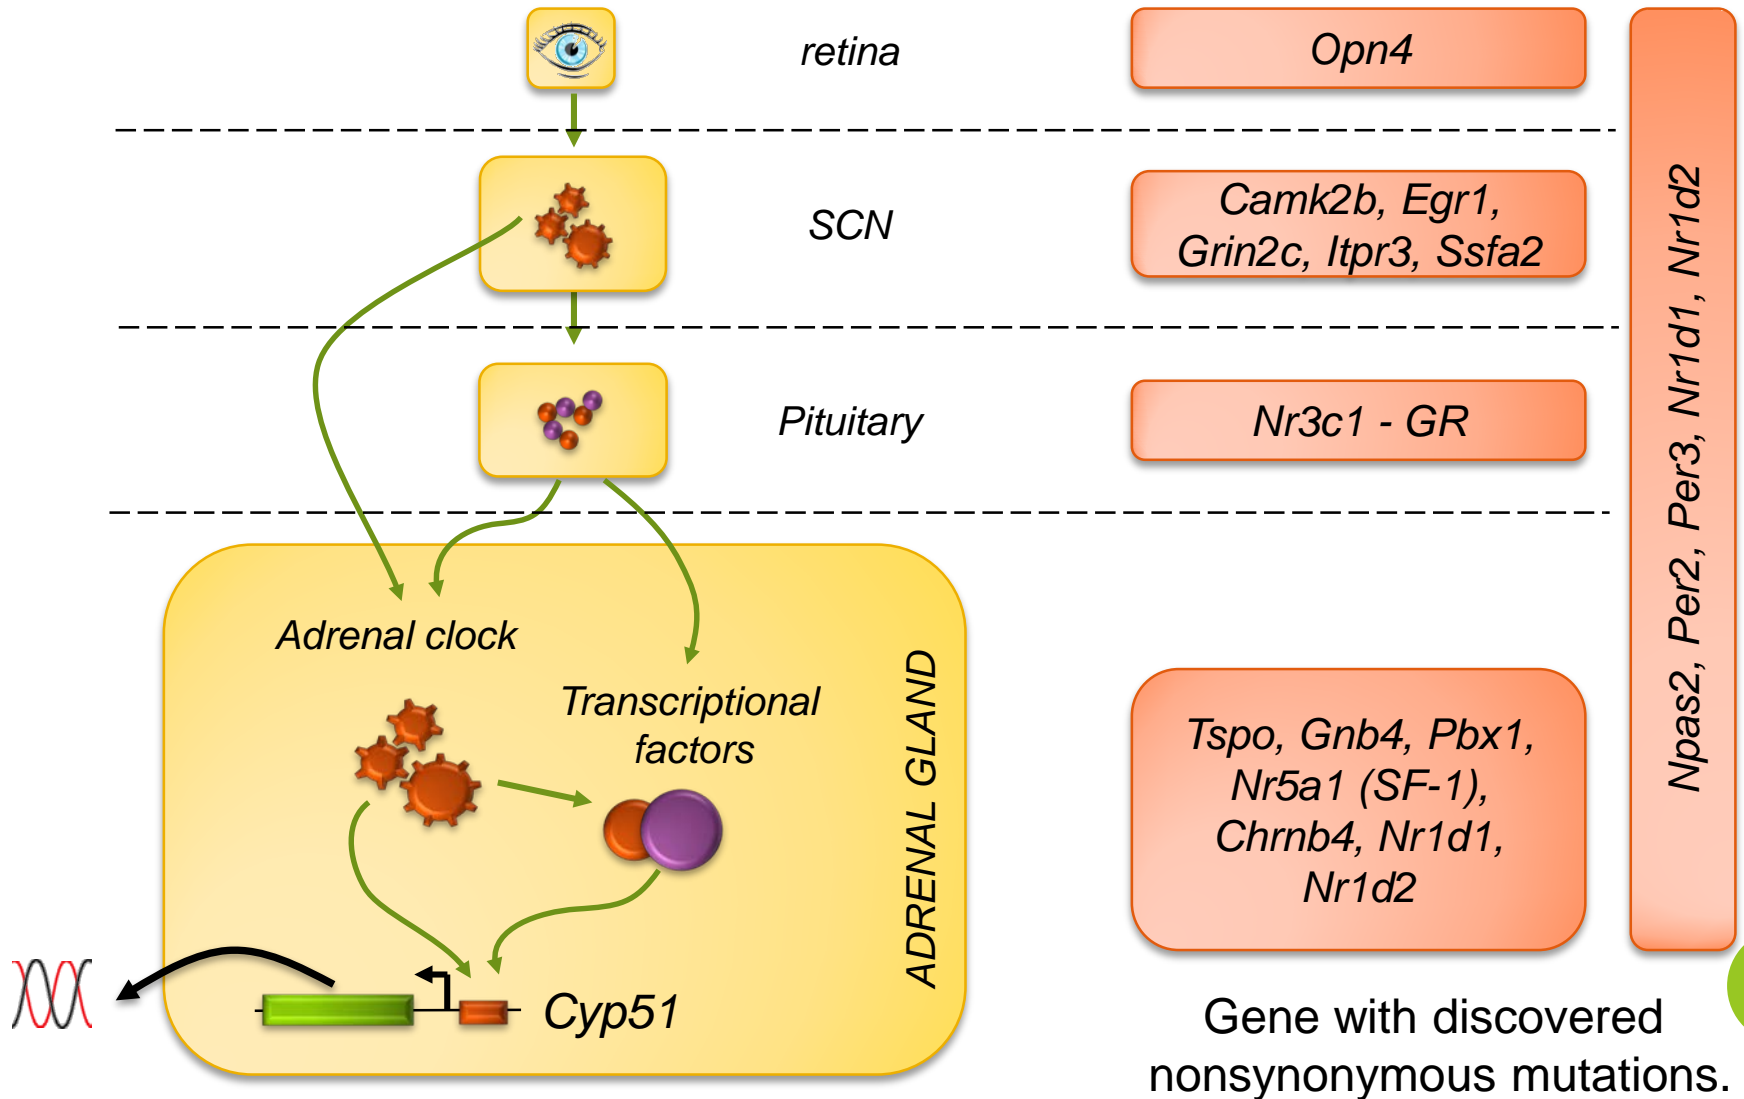 retina
Opn4
SCN
Camk2b, Egr1,
Grin2c, Itpr3, Ssfa2
Pituitary
Nr3c1 - GR
Npas2, Per2, Per3, Nr1d1, Nr1d2
Adrenal clock
Transcriptional
factors
ADRENAL GLAND
Tspo, Gnb4, Pbx1,
Nr5a1 (SF-1),
Chrnb4, Nr1d1,
Nr1d2
Cyp51
Gene with discovered
nonsynonymous mutations.